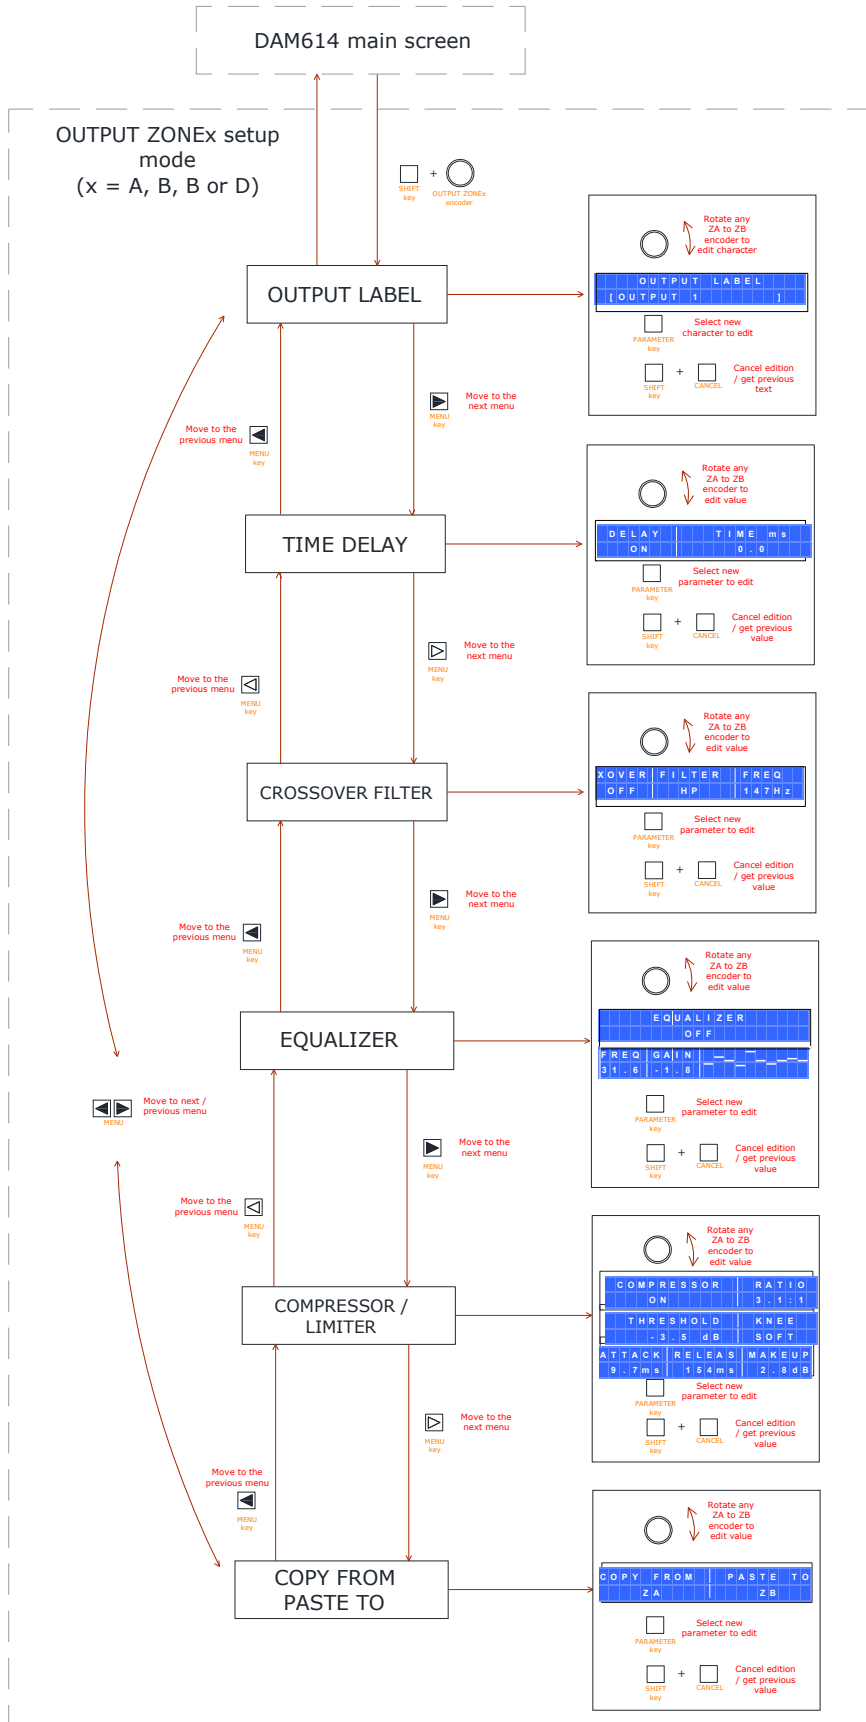 DAM614 main screen
OUTPUT ZONEx setup
mode
(x = A, B, B or D)
+
SHIFT
key
OUTPUT ZONEx
encoder
Rotate any
ZA to ZB
encoder to
edit character
OUTPUT LABEL
OUTPUT LABEL
[OUTPUT 1 ]
PARAMETER
key
Select new
character to edit
+
SHIFT
key
CANCEL
Cancel edition
/ get previous
text
Move to the
previous menu
MENU
key
MENU
key
Move to the
next menu
Rotate any
ZA to ZB
encoder to
edit value
TIME DELAY
DELAY TIME ms
ON 0.0
PARAMETER
key
Select new
parameter to edit
+
SHIFT
key
CANCEL
Cancel edition
/ get previous
value
Move to the
previous menu
MENU
key
MENU
key
Move to the
next menu
Rotate any
ZA to ZB
encoder to
edit value
CROSSOVER FILTER
XOVER FILTER FREQ
OFF HP 147Hz
PARAMETER
key
Select new
parameter to edit
+
SHIFT
key
CANCEL
Cancel edition
/ get previous
value
Move to the
previous menu
MENU
key
MENU
key
Move to the
next menu
Rotate any
ZA to ZB
encoder to
edit value
EQUALIZER
EQUALIZER
OFF
FREQ GAIN
31.6 -1.8
PARAMETER
key
Select new
parameter to edit
+
SHIFT
key
CANCEL
Cancel edition
/ get previous
value
MENU
Move to next /
previous menu
Move to the
previous menu
MENU
key
MENU
key
Move to the
next menu
Rotate any
ZA to ZB
encoder to
edit value
COMPRESSOR /
LIMITER
COMPRESSOR RATIO
ON 3.1:1
THRESHOLD KNEE
-3.5 dB SOFT
ATTACK RELEAS MAKEUP
9.7ms 154ms 2.8dB
PARAMETER
key
Select new
parameter to edit
+
SHIFT
key
CANCEL
Cancel edition
/ get previous
value
Move to the
previous menu
MENU
key
MENU
key
Move to the
next menu
Rotate any
ZA to ZB
encoder to
edit value
COPY FROM
PASTE TO
COPY FROM PASTE TO
ZA ZB
PARAMETER
key
Select new
parameter to edit
+
SHIFT
key
CANCEL
Cancel edition
/ get previous
value